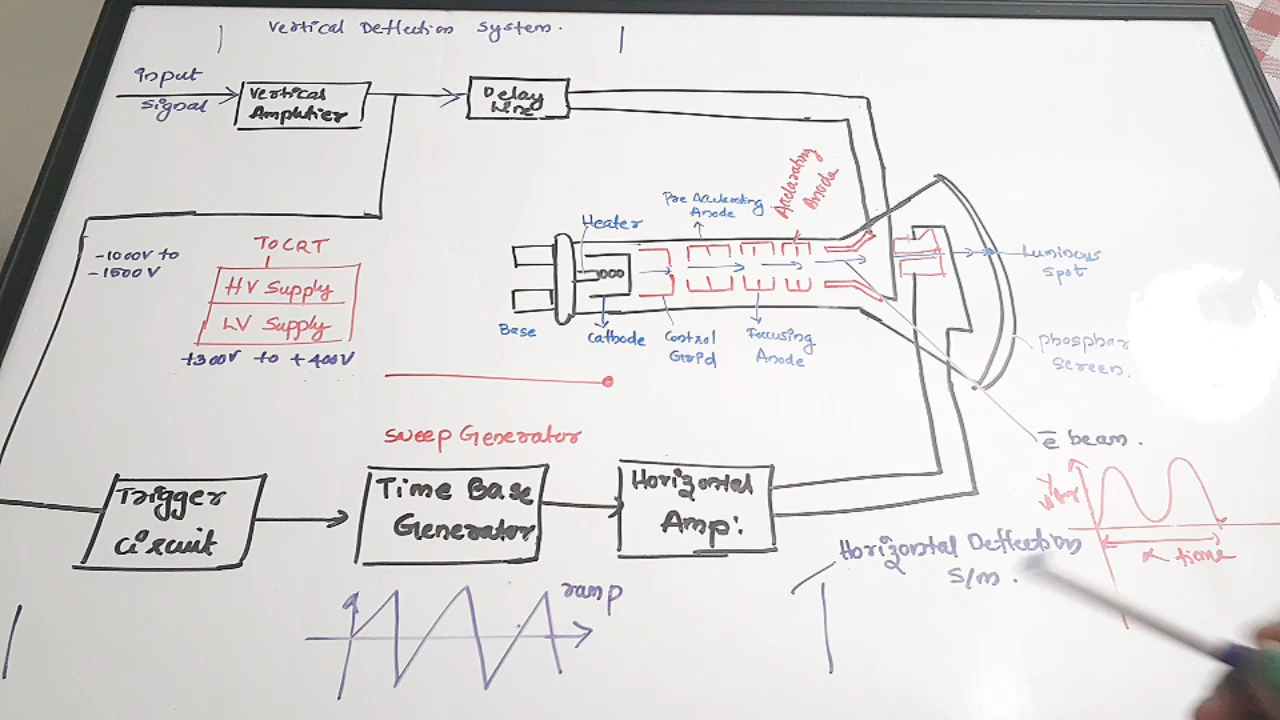 Vertical Deflection System.
Input
Signal
Vertical
Amplifier
Delay
Line
Pre Accelerating
Anode
Accelerating
Anode
Heater
-1000V to
-1500V
To CRT
HV Supply
LV Supply
+300V to +400V
Base
Cathode
Control
Grid
Focusing
Anode
Luminous
Spot
phosphor
screen.
e beam.
Sweep Generator
Trigger
Circuit
Time Base
Generator
Horizontal
Amp:
Horizontal Deflection
S/m.
ramp
α time